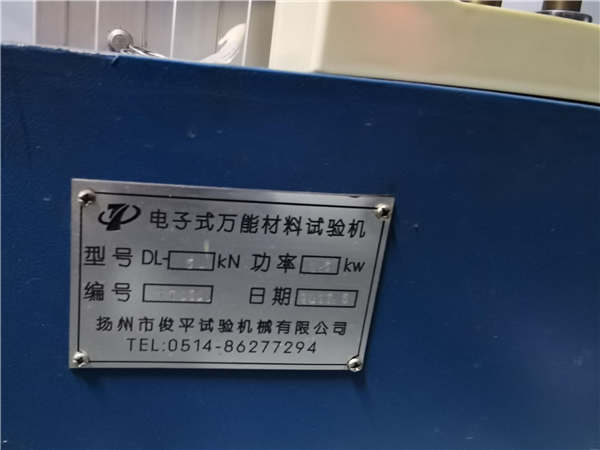 电子式万能材料试验机
型号 DL- kN 功率 kw
编号 日期
扬州市俊平试验机械有限公司
TEL:0514-86277294